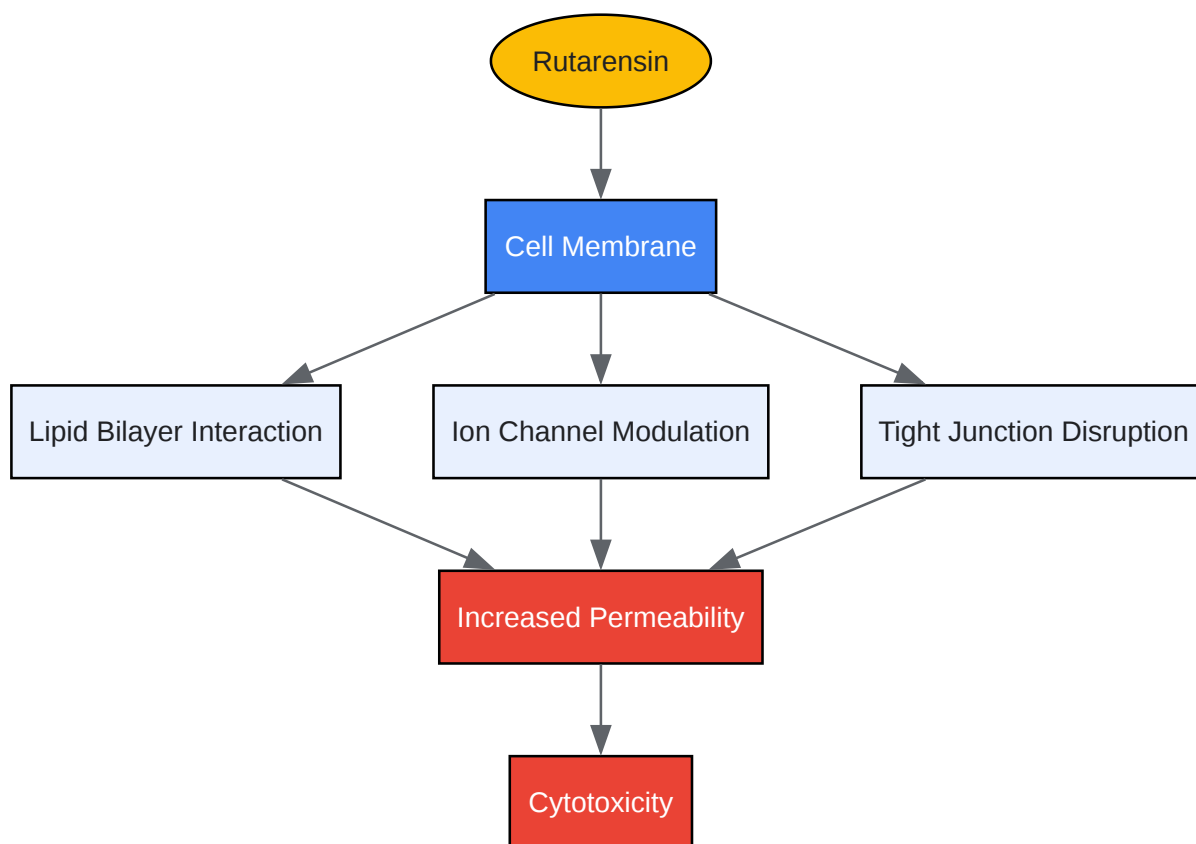 Rutarensin
Cell Membrane
Lipid Bilayer Interaction
Ion Channel Modulation
Tight Junction Disruption
Increased Permeability
Cytotoxicity